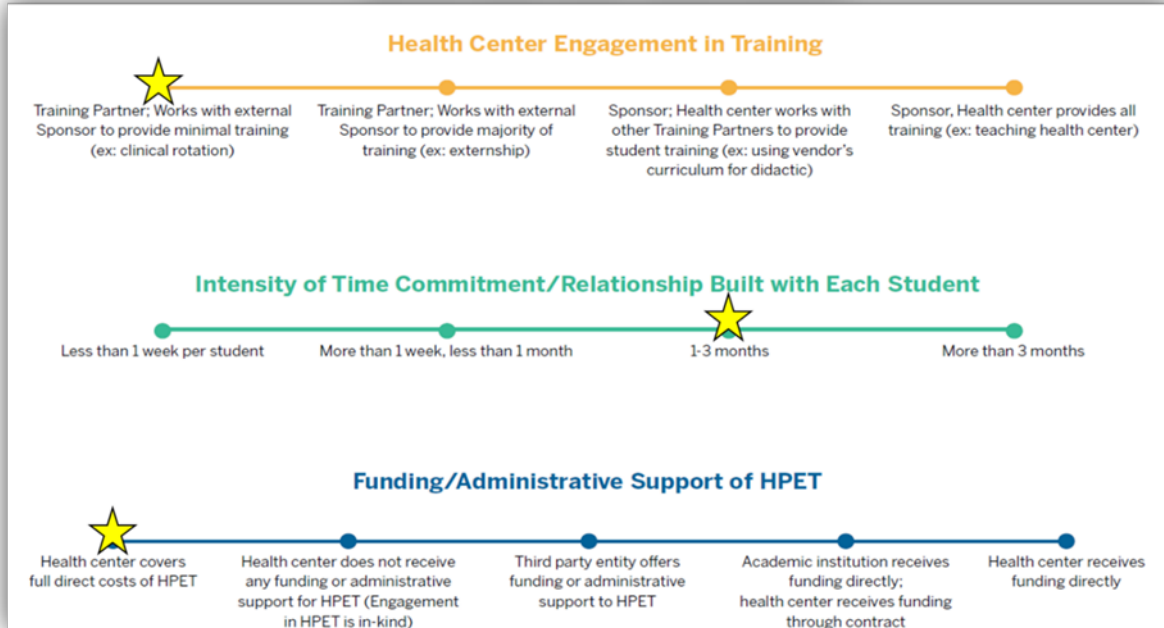 Health Center Engagement in Training
Training Partner; Works with external
Sponsor to provide minimal training
(ex: clinical rotation)
Training Partner; Works with external
Sponsor to provide majority of
training (ex: externship)
Sponsor; Health center works with
other Training Partners to provide
student training (ex: using vendor's
curriculum for didactic)
Sponsor, Health center provides all
training (ex: teaching health center)
Intensity of Time Commitment/Relationship Built with Each Student
Less than 1 week per student
More than 1 week, less than 1 month
1-3 months
More than 3 months
Funding/Administrative Support of HPET
Health center covers
full direct costs of HPET
Health center does not receive
any funding or administrative
support for HPET (Engagement
in HPET is in-kind)
Third party entity offers
funding or administrative
support to HPET
Academic institution receives
funding directly;
health center receives funding
through contract
Health center receives
funding directly